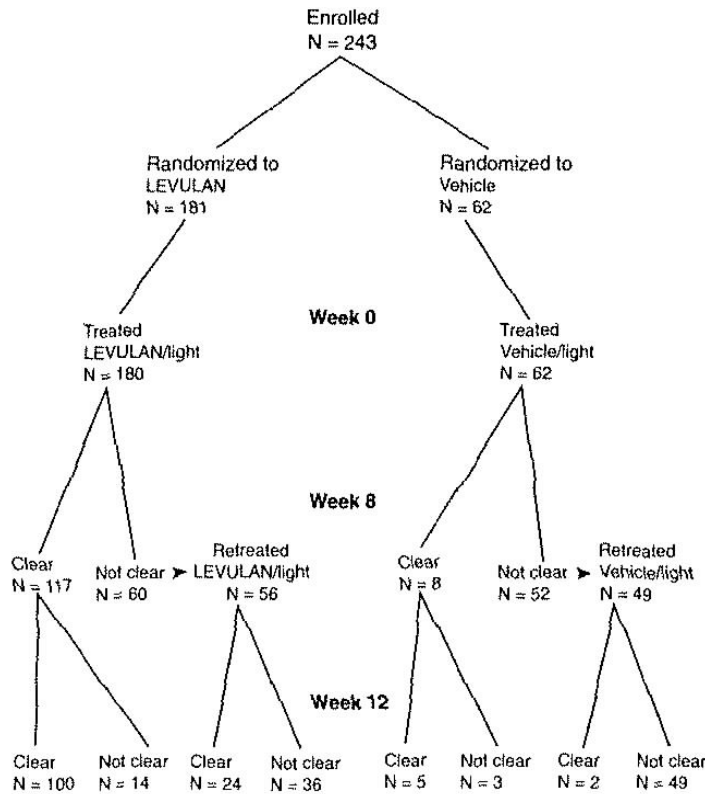 Enrolled
N = 243
Randomized to
LEVULAN
N = 181
Randomized to
Vehicle
N = 62
Week 0
Treated
LEVULAN/light
N = 180
Treated
Vehicle/light
N = 62
Week 8
Clear
N = 117
Not clear
N = 60
Retreated
LEVULAN/light
N = 56
Clear
N = 8
Not clear
N = 52
Retreated
Vehicle/light
N = 49
Week 12
Clear
N = 100
Not clear
N = 14
Clear
N = 24
Not clear
N = 36
Clear
N = 5
Not clear
N = 3
Clear
N = 2
Not clear
N = 49